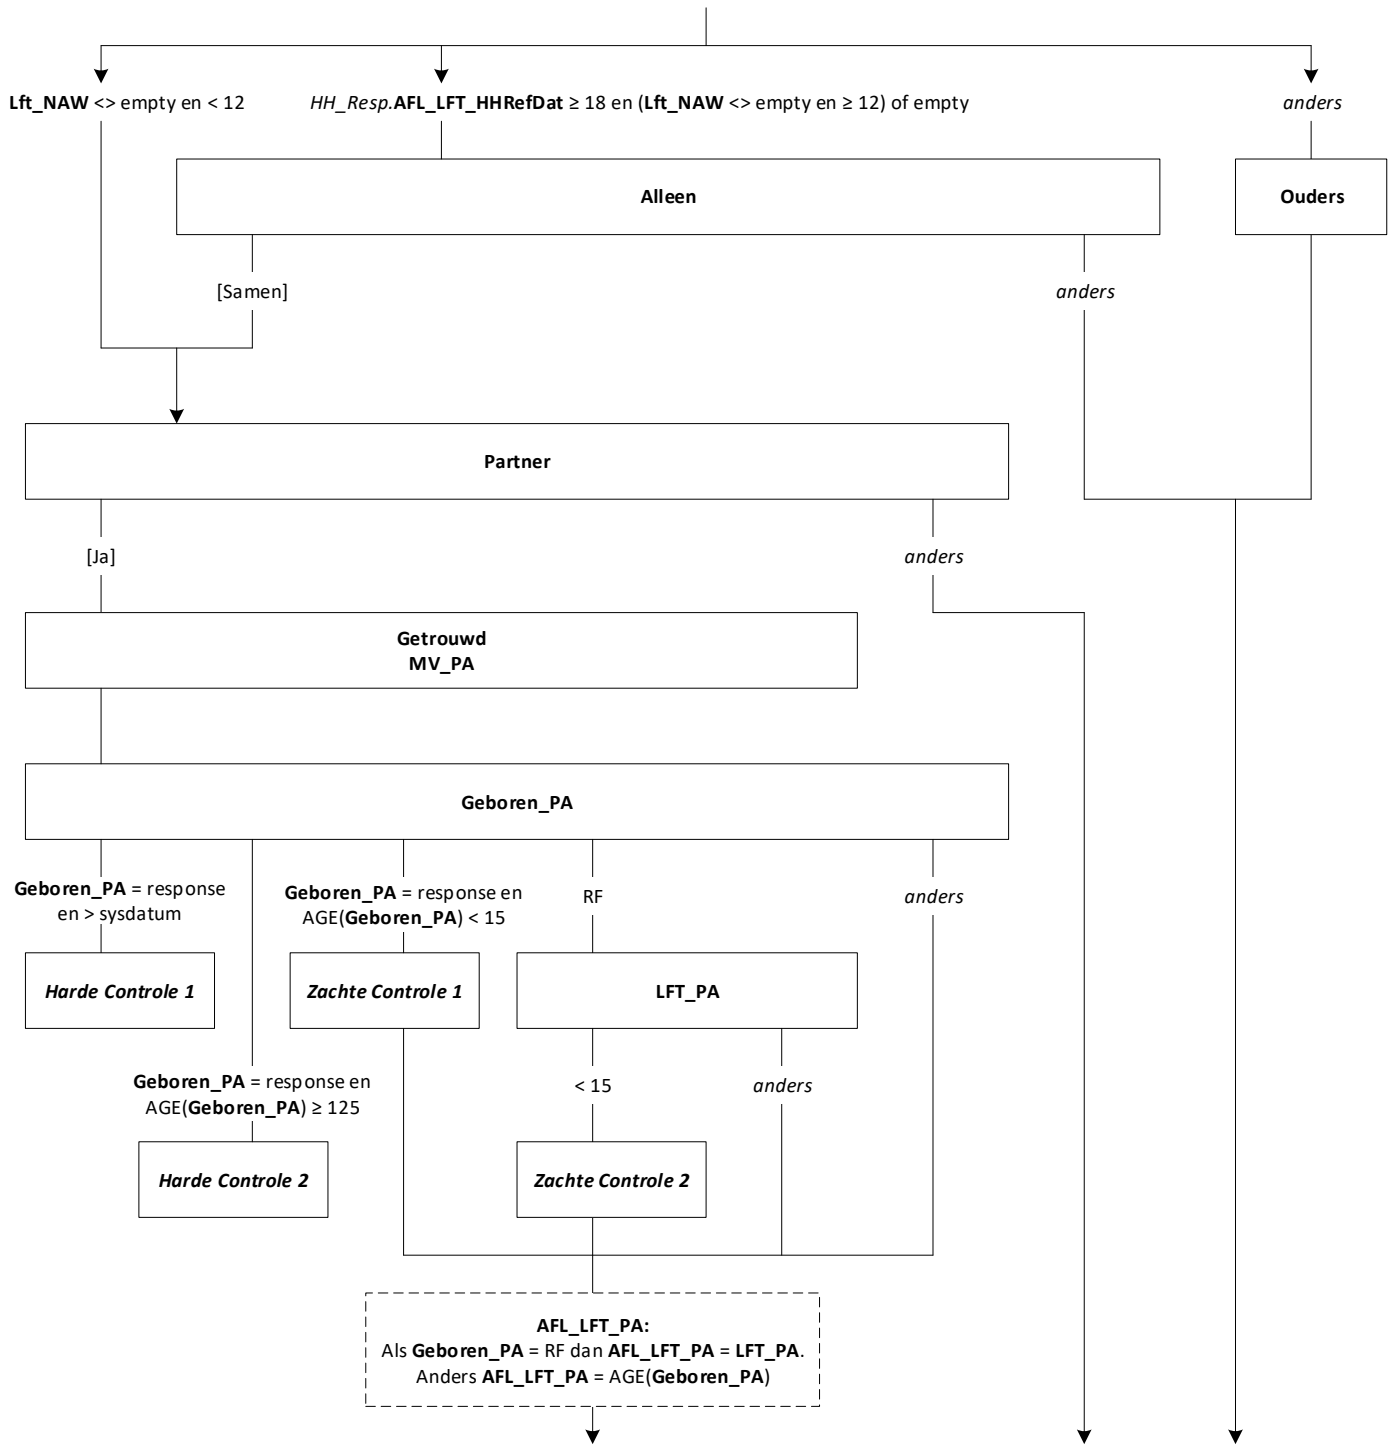 Lft_NAW <> empty en < 12
HH_Resp.AFL_LFT_HHRefDat ≥ 18 en (Lft_NAW <> empty en ≥ 12) of empty
anders
Alleen
Ouders
[Samen]
anders
Partner
[Ja]
anders
Getrouwd
MV_PA
Geboren_PA
Geboren_PA = response
en > sysdatum
Geboren_PA = response en
AGE(Geboren_PA) < 15
RF
anders
Harde Controle 1
Zachte Controle 1
LFT_PA
Geboren_PA = response en
AGE(Geboren_PA) ≥ 125
< 15
anders
Harde Controle 2
Zachte Controle 2
AFL_LFT_PA:
Als Geboren_PA = RF dan AFL_LFT_PA = LFT_PA.
Anders AFL_LFT_PA = AGE(Geboren_PA)